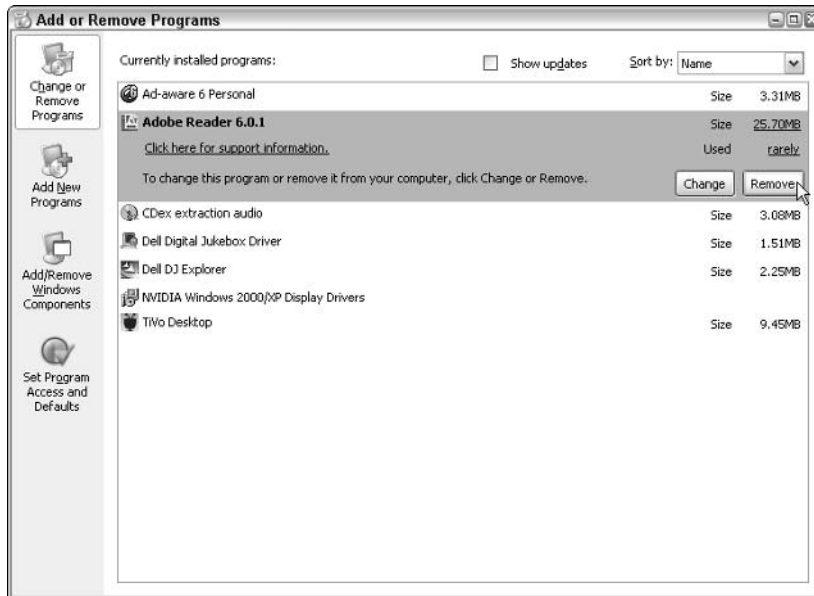 Add or Remove Programs
Change or
Remove
Programs
Add New
Programs
Add/Remove
Windows
Components
Set Program
Access and
Defaults
Currently installed programs:
Show updates
Sort by: Name
Ad-aware 6 Personal Size 3.31MB
Adobe Reader 6.0.1 Size 25.70MB
Click here for support information. Used rarely
To change this program or remove it from your computer, click Change or Remove. Change Remove
CDex extraction audio Size 3.08MB
Dell Digital Jukebox Driver Size 1.51MB
Dell DJ Explorer Size 2.25MB
NVIDIA Windows 2000/XP Display Drivers
TiVo Desktop Size 9.45MB